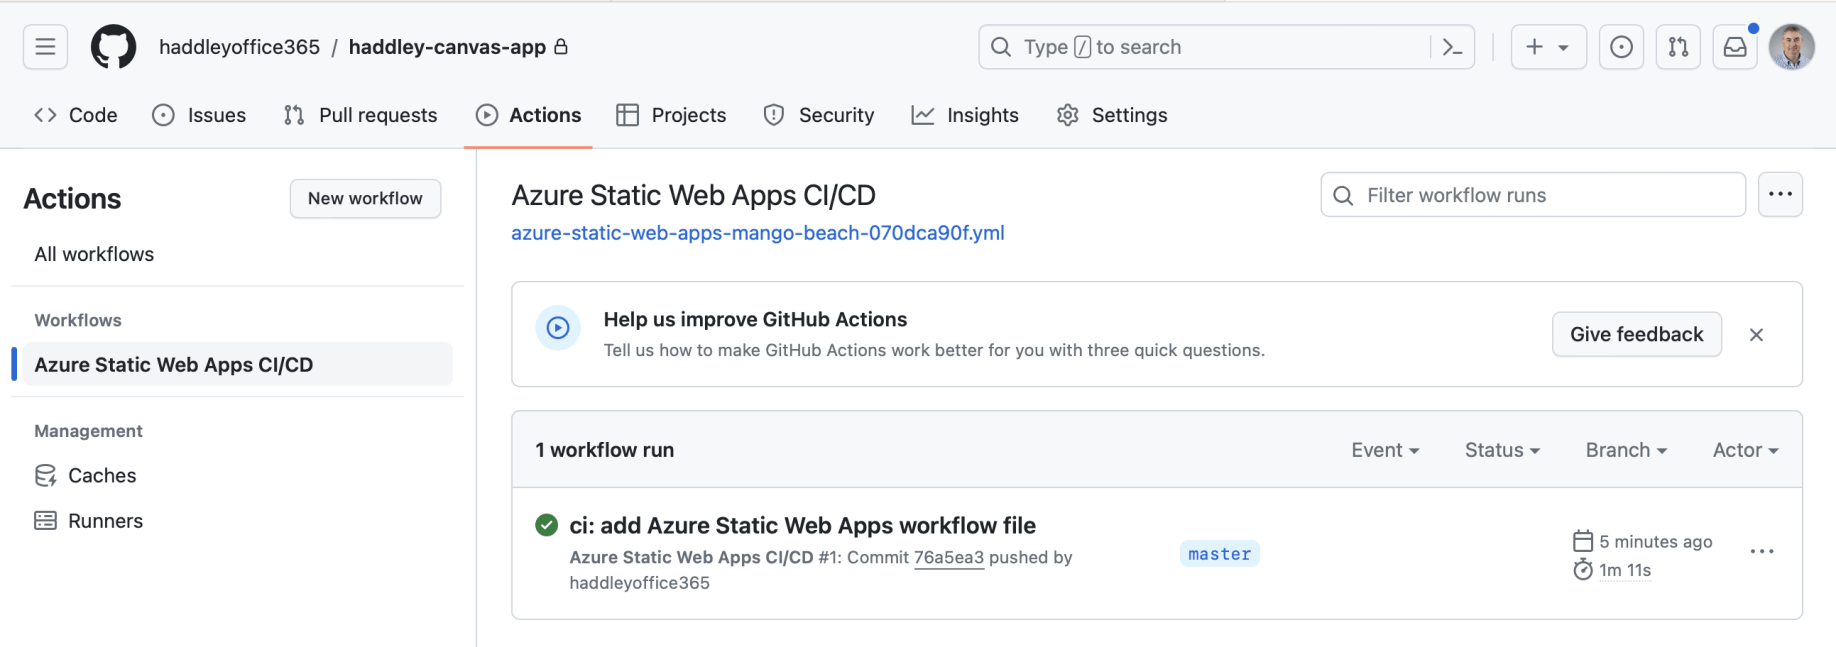 haddleyoffice365 / haddley-canvas-app
Type / to search
Code
Issues
Pull requests
Actions
Projects
Security
Insights
Settings
Actions
New workflow
All workflows
Workflows
Azure Static Web Apps CI/CD
Management
Caches
Runners
Azure Static Web Apps CI/CD
azure-static-web-apps-mango-beach-070dca90f.yml
Filter workflow runs
Help us improve GitHub Actions
Tell us how to make GitHub Actions work better for you with three quick questions.
Give feedback
1 workflow run
Event
Status
Branch
Actor
ci: add Azure Static Web Apps workflow file
Azure Static Web Apps CI/CD #1: Commit 76a5ea3 pushed by
haddleyoffice365
master
5 minutes ago
1m 11s